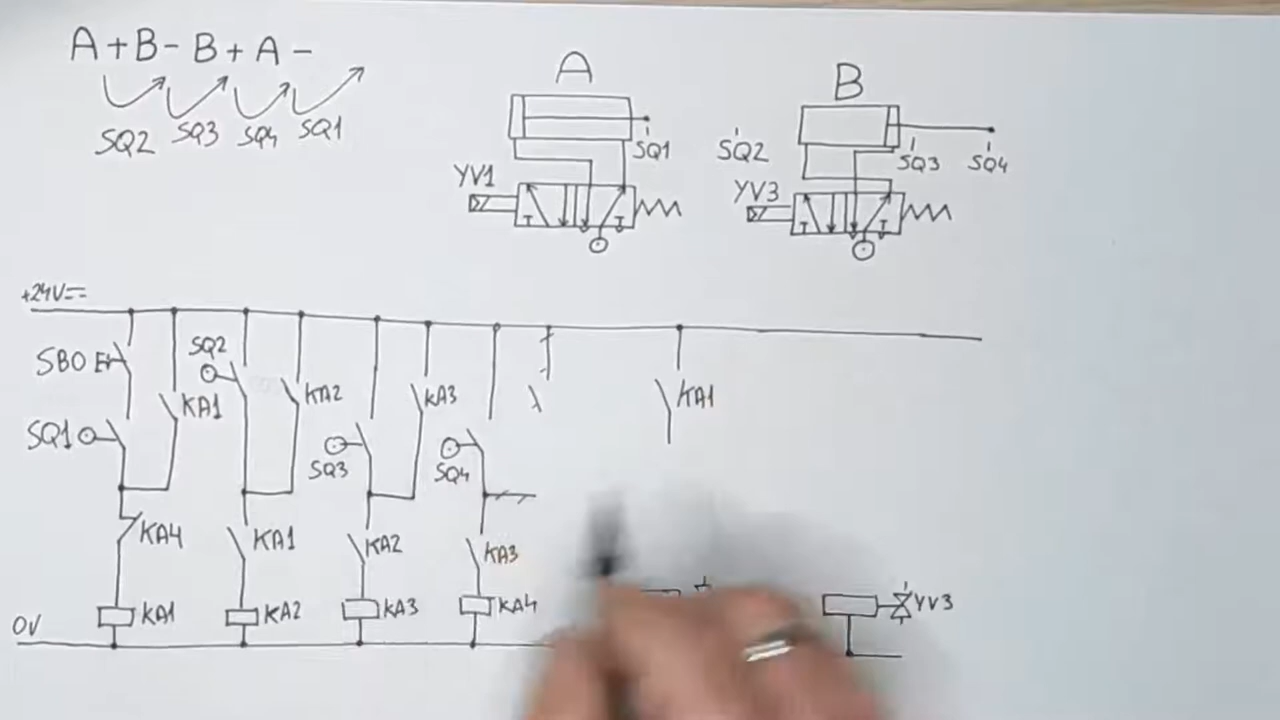 A+B- B+A-
SQ2 SQ3 SQ4 SQ1
A
B
SQ1 SQ2 SQ3 SQ4
YV1 YV3
+24V
SB0 SQ2
KA1 KA2 KA3 KA1
SQ1 SQ3 SQ4
KA4 KA1 KA2 KA3
KA1 KA2 KA3 KA4 YV3
0V